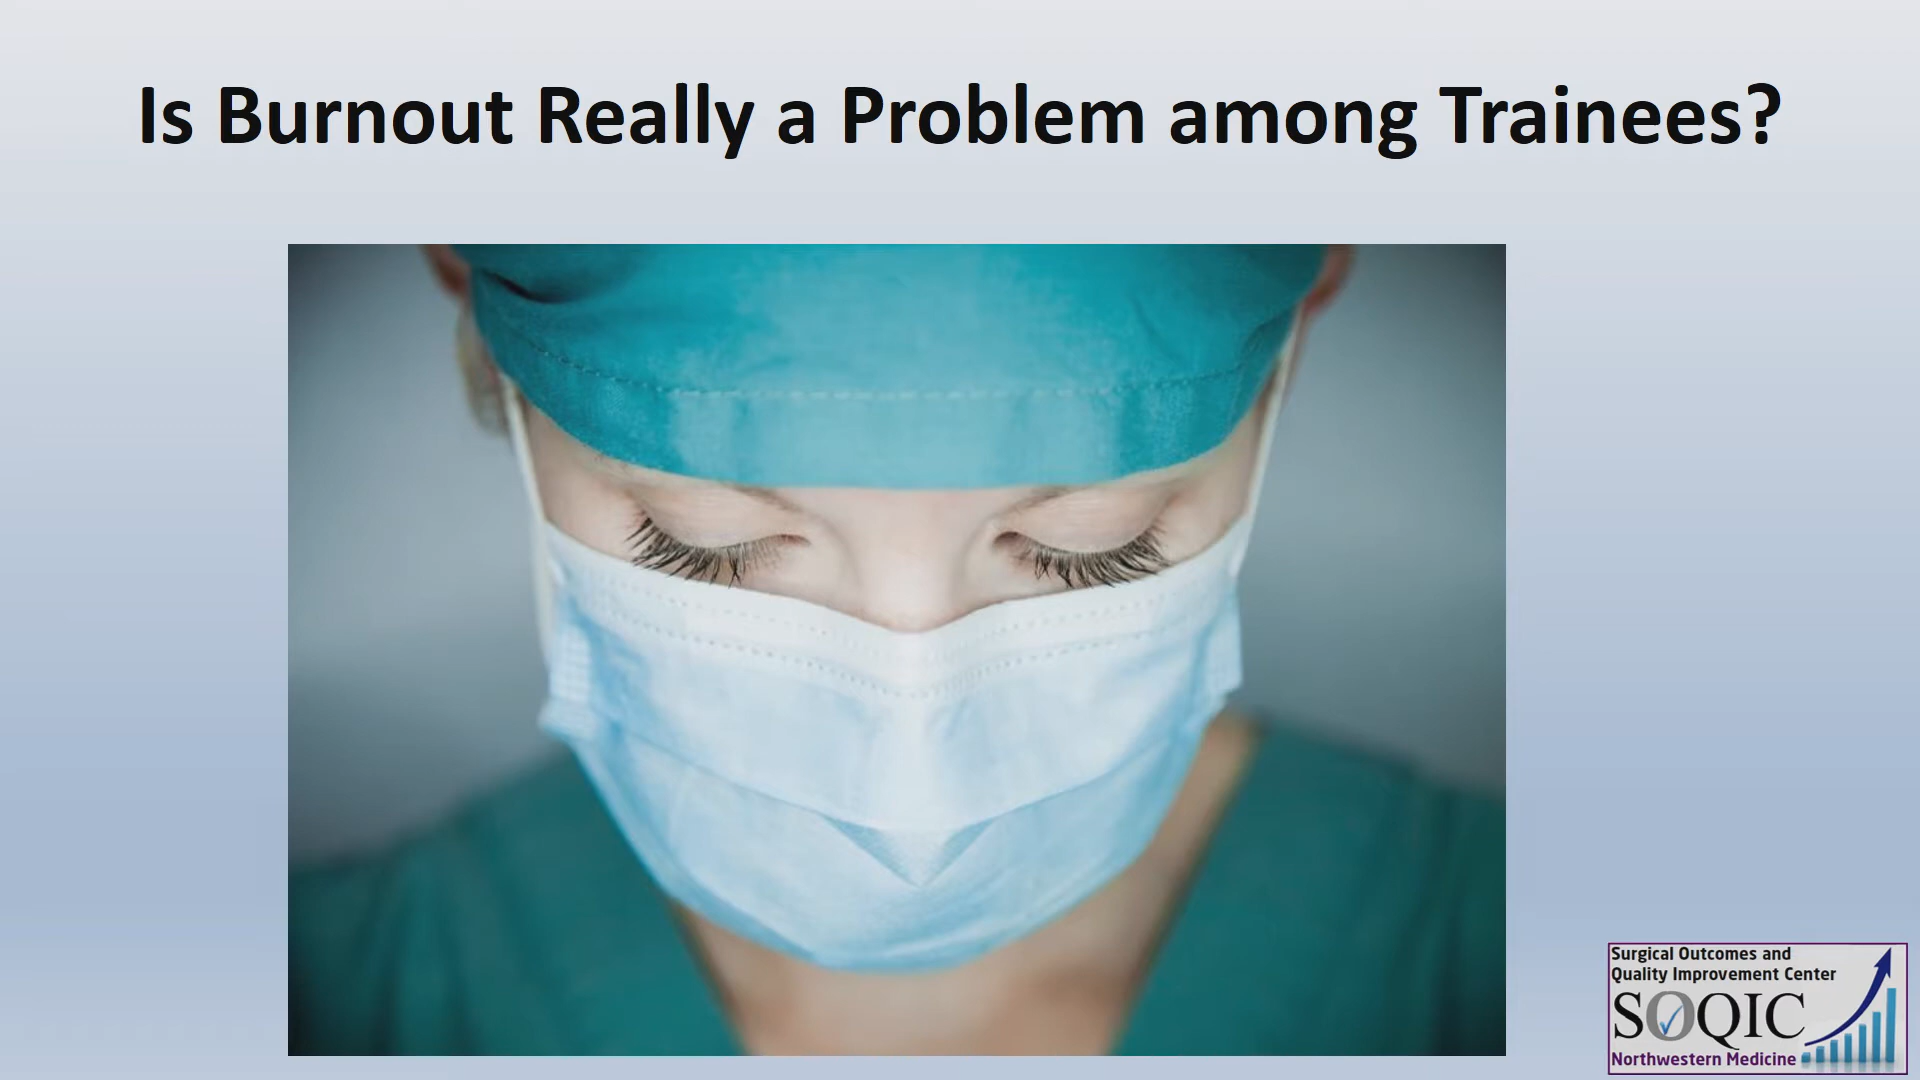 Is Burnout Really a Problem among Trainees?
Surgical Outcomes and
Quality Improvement Center
SOQIC
Northwestern Medicine